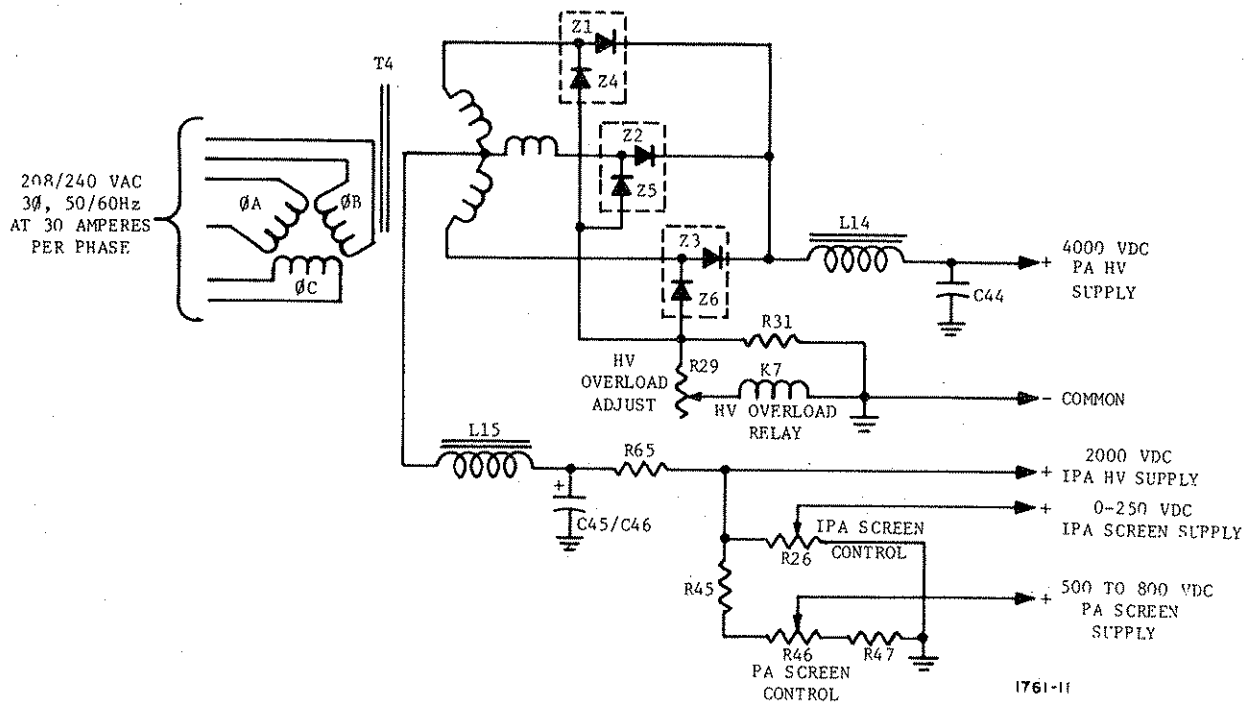 Z1
T4
Z4
Z2
Z5
208/240 VAC
3Ø, 50/60Hz
AT 30 AMPERES
PER PHASE
ØA
ØB
ØC
Z3
Z6
L14
+ 4000 VDC
PA HV
SUPPLY
C44
R31
HV
OVERLOAD
ADJUST
R29
K7
HV OVERLOAD
RELAY
- COMMON
L15
R65
+
C45/C46
+ 2000 VDC
IPA HV SUPPLY
+ 0-250 VDC
IPA SCREEN SUPPLY
IPA SCREEN
CONTROL
R26
R45
+ 500 TO 800 VDC
PA SCREEN
SUPPLY
R46
R47
PA SCREEN
CONTROL
1761-11